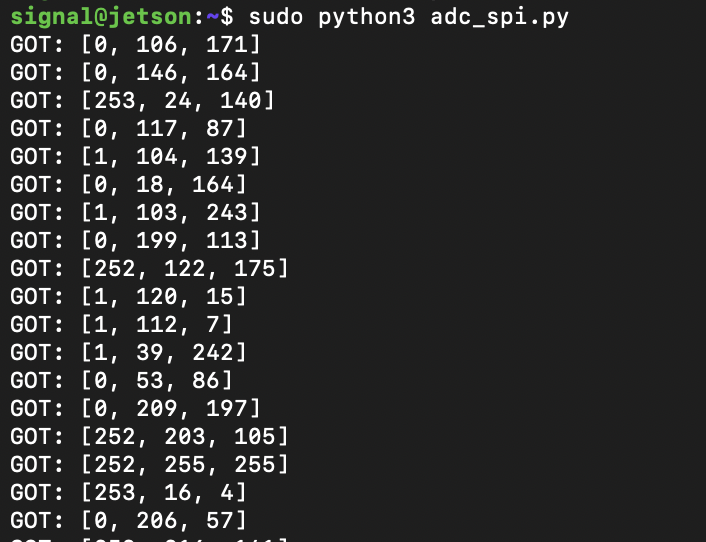 signal@jetson:~$ sudo python3 adc_spi.py
GOT: [0, 106, 171]
GOT: [0, 146, 164]
GOT: [253, 24, 140]
GOT: [0, 117, 87]
GOT: [1, 104, 139]
GOT: [0, 18, 164]
GOT: [1, 103, 243]
GOT: [0, 199, 113]
GOT: [252, 122, 175]
GOT: [1, 120, 15]
GOT: [1, 112, 7]
GOT: [1, 39, 242]
GOT: [0, 53, 86]
GOT: [0, 209, 197]
GOT: [252, 203, 105]
GOT: [252, 255, 255]
GOT: [253, 16, 4]
GOT: [0, 206, 57]